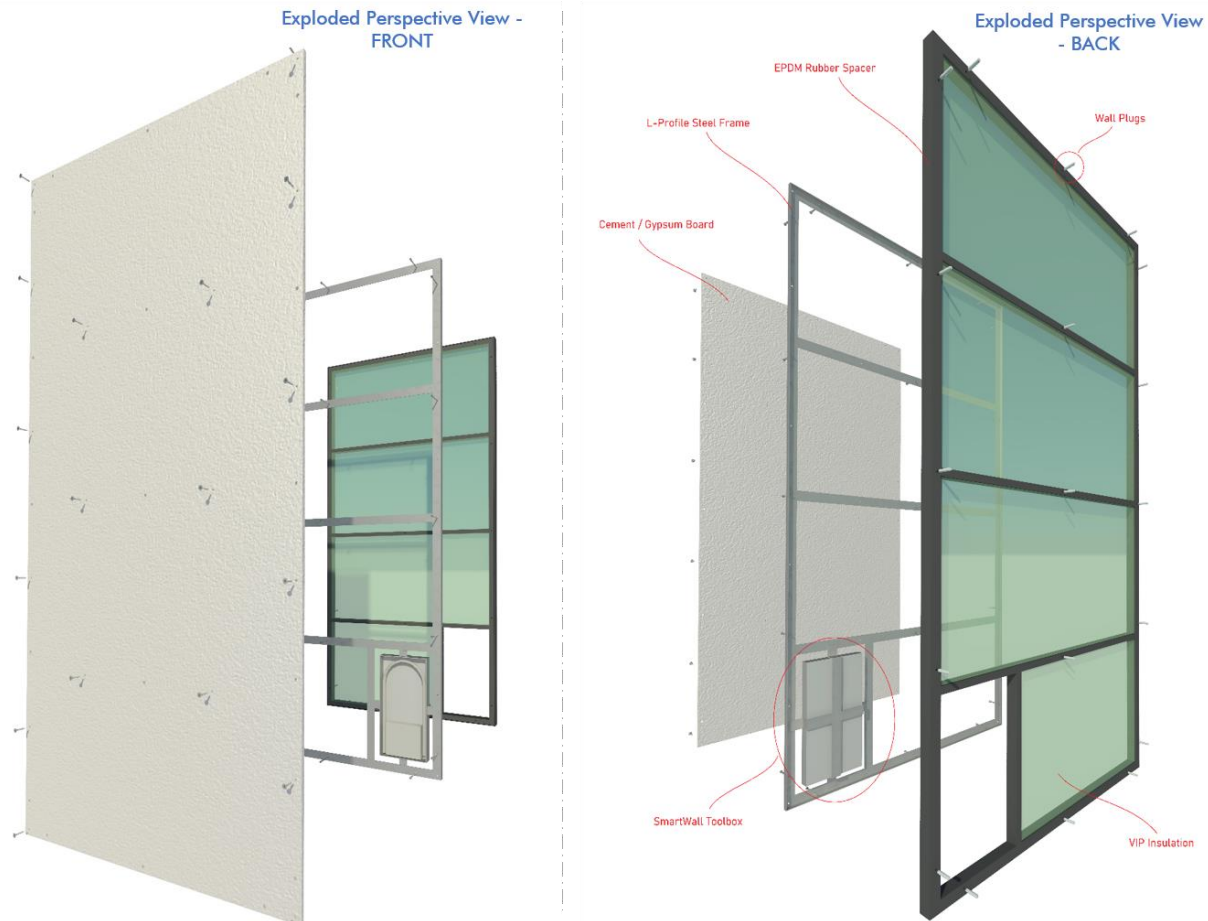 Exploded Perspective View -
FRONT
Exploded Perspective View
- BACK
EPDM Rubber Spacer
Wall Plugs
L-Profile Steel Frame
Cement / Gypsum Board
SmartWall Toolbox
VIP Insulation